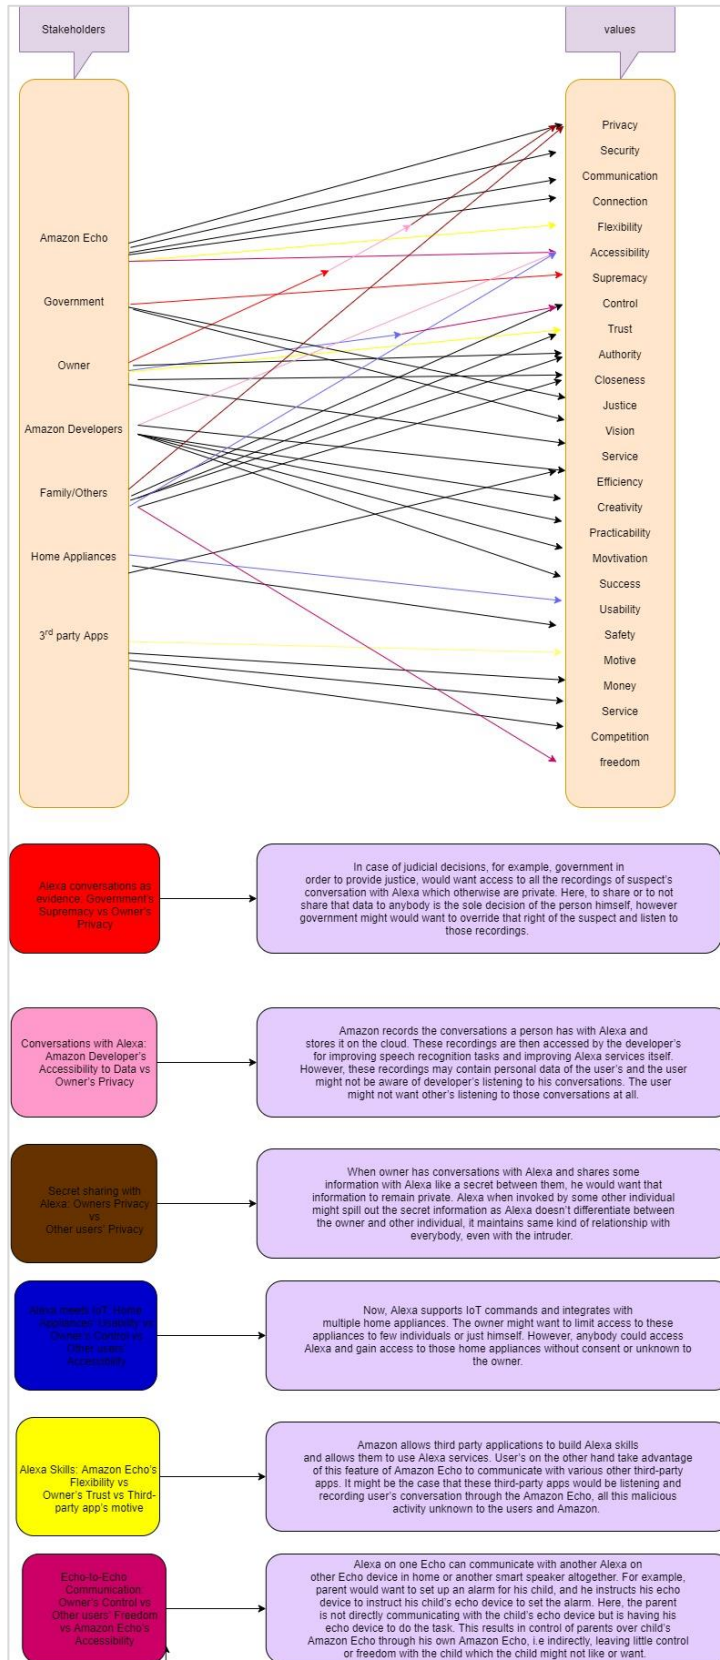 Stakeholders
values
Amazon Echo
Government
Owner
Amazon Developers
Family/Others
Home Appliances
3rd party Apps
Privacy
Security
Communication
Connection
Flexibility
Accessibility
Supremacy
Control
Trust
Authority
Closeness
Justice
Vision
Service
Efficiency
Creativity
Practicability
Movtivation
Success
Usability
Safety
Motive
Money
Service
Competition
freedom
Alexa conversations as
evidence: Government's
Supremacy vs Owner's
Privacy
In case of judicial decisions, for example, government in
order to provide justice, would want access to all the recordings of suspect's
conversation with Alexa which otherwise are private. Here, to share or to not
share that data to anybody is the sole decision of the person himself, however
government might would want to override that right of the suspect and listen to
those recordings.
Conversations with Alexa:
Amazon Developer's
Accessibility to Data vs
Owner's Privacy
Amazon records the conversations a person has with Alexa and
stores it on the cloud. These recordings are then accessed by the developer's
for improving speech recognition tasks and improving Alexa services itself.
However, these recordings may contain personal data of the user's and the user
might not be aware of developer's listening to his conversations. The user
might not want other's listening to those conversations at all.
Secret sharing with
Alexa: Owners Privacy
vs
Other users' Privacy
When owner has conversations with Alexa and shares some
information with Alexa like a secret between them, he would want that
information to remain private. Alexa when invoked by some other individual
might spill out the secret information as Alexa doesn't differentiate between
the owner and other individual, it maintains same kind of relationship with
everybody, even with the intruder.
Alexa meets IoT: Home
Appliances' Usability vs
Owner's Control vs
Other users'
Accessibility
Now, Alexa supports IoT commands and integrates with
multiple home appliances. The owner might want to limit access to these
appliances to few individuals or just himself. However, anybody could access
Alexa and gain access to those home appliances without consent or unknown to
the owner.
Alexa Skills: Amazon Echo's
Flexibility vs
Owner's Trust vs Third-
party app's motive
Amazon allows third party applications to build Alexa skills
and allows them to use Alexa services. User's on the other hand take advantage
of this feature of Amazon Echo to communicate with various other third-party
apps. It might be the case that these third-party apps would be listening and
recording user's conversation through the Amazon Echo, all this malicious
activity unknown to the users and Amazon.
Echo-to-Echo
Communication:
Owner's Control vs
Other users' Freedom
vs Amazon Echo's
Accessibility
Alexa on one Echo can communicate with another Alexa on
other Echo device in home or another smart speaker altogether. For example,
parent would want to set up an alarm for his child, and he instructs his echo
device to instruct his child's echo device to set the alarm. Here, the parent
is not directly communicating with the child's echo device but is having his
echo device to do the task. This results in control of parents over child's
Amazon Echo through his own Amazon Echo, i.e indirectly, leaving little control
or freedom with the child which the child might not like or want.